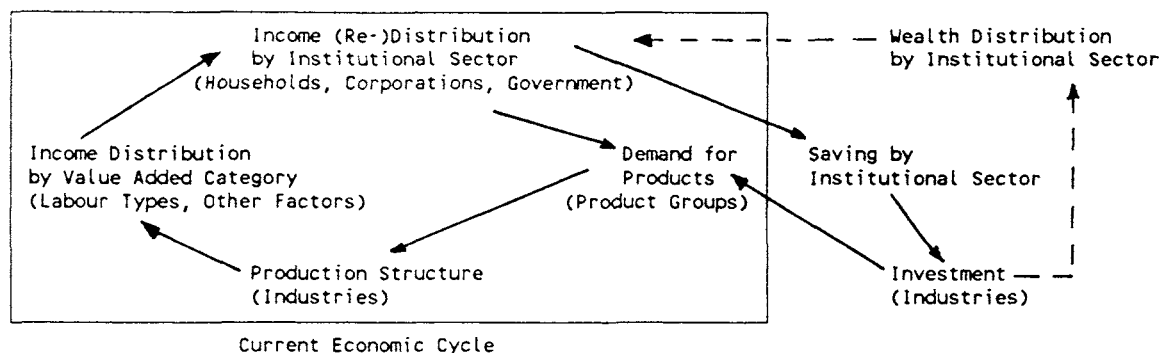 Income (Re-)Distribution
by Institutional Sector
(Households, Corporations, Government)
Wealth Distribution
by Institutional Sector
Income Distribution
by Value Added Category
(Labour Types, Other Factors)
Demand for
Products
(Product Groups)
Saving by
Institutional Sector
Production Structure
(Industries)
Investment
(Industries)
Current Economic Cycle